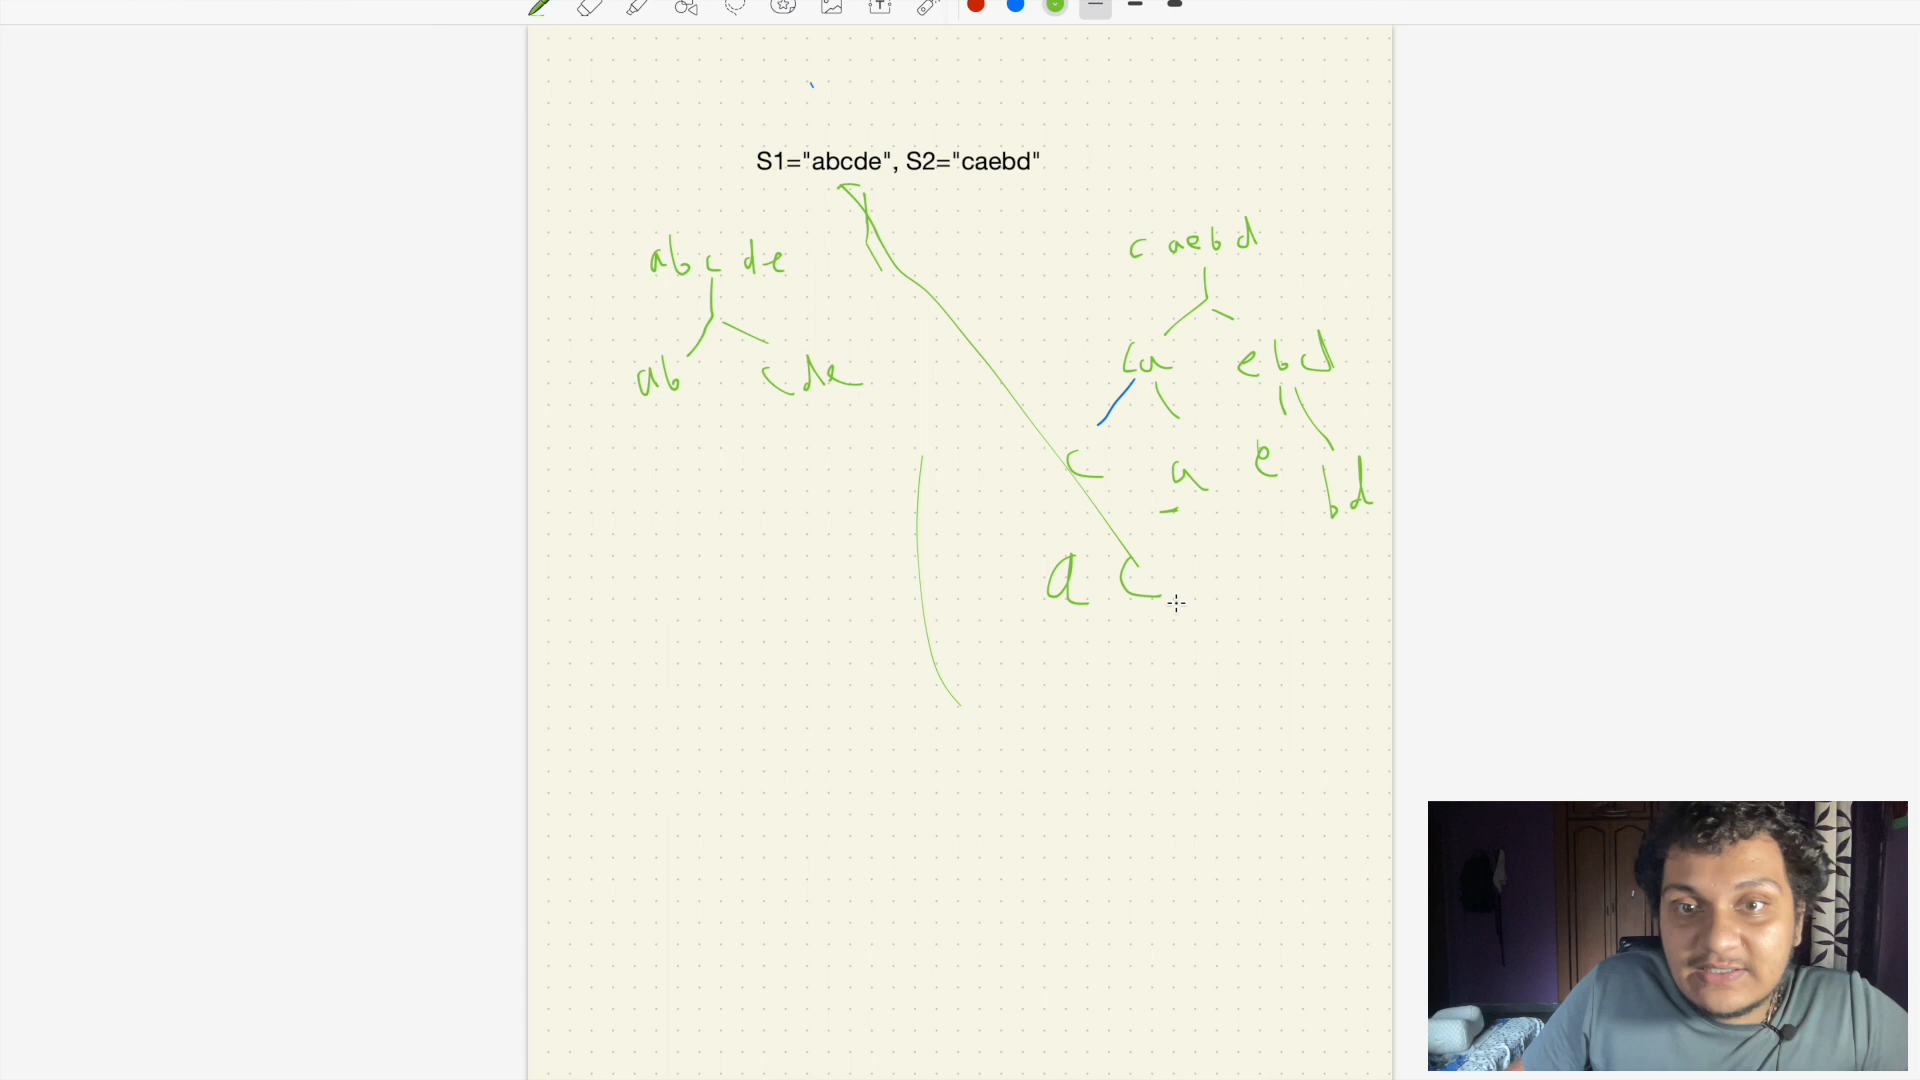 S1="abcde", S2="caebd"
abcde
caebd
ab cde
ca ebd
c a e bd
a c